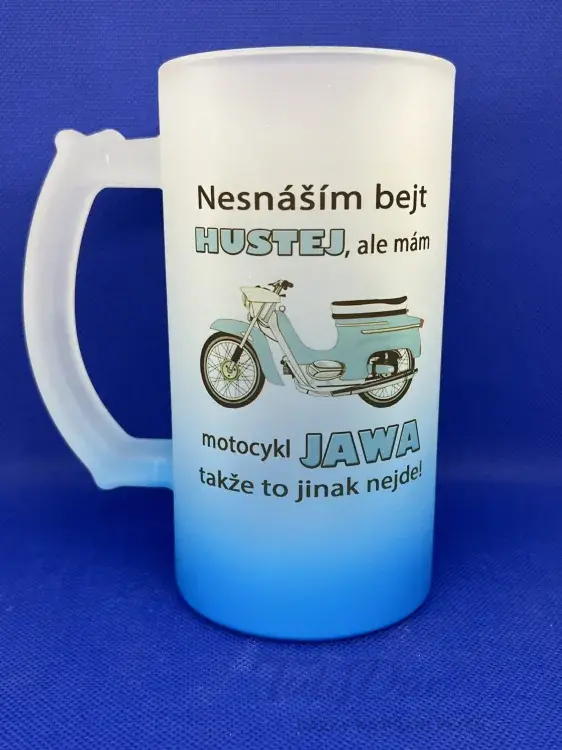 Nesnáším bejt
HUSTEJ, ale mám
motocykl JAWA
takže to jinak nejde!